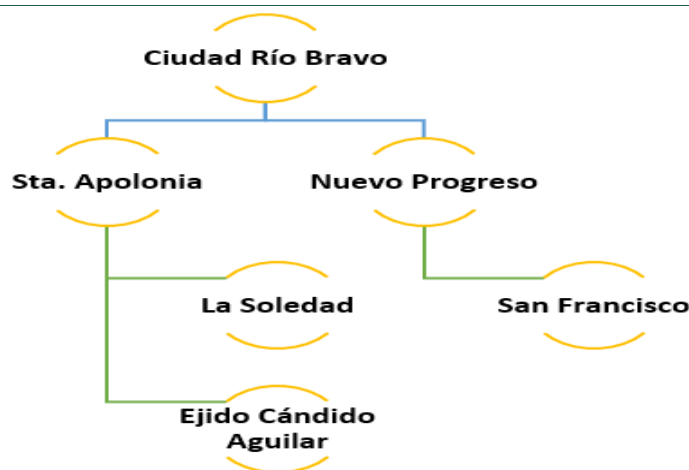 Ciudad Río Bravo
Sta. Apolonia
Nuevo Progreso
La Soledad
San Francisco
Ejido Cándido
Aguilar